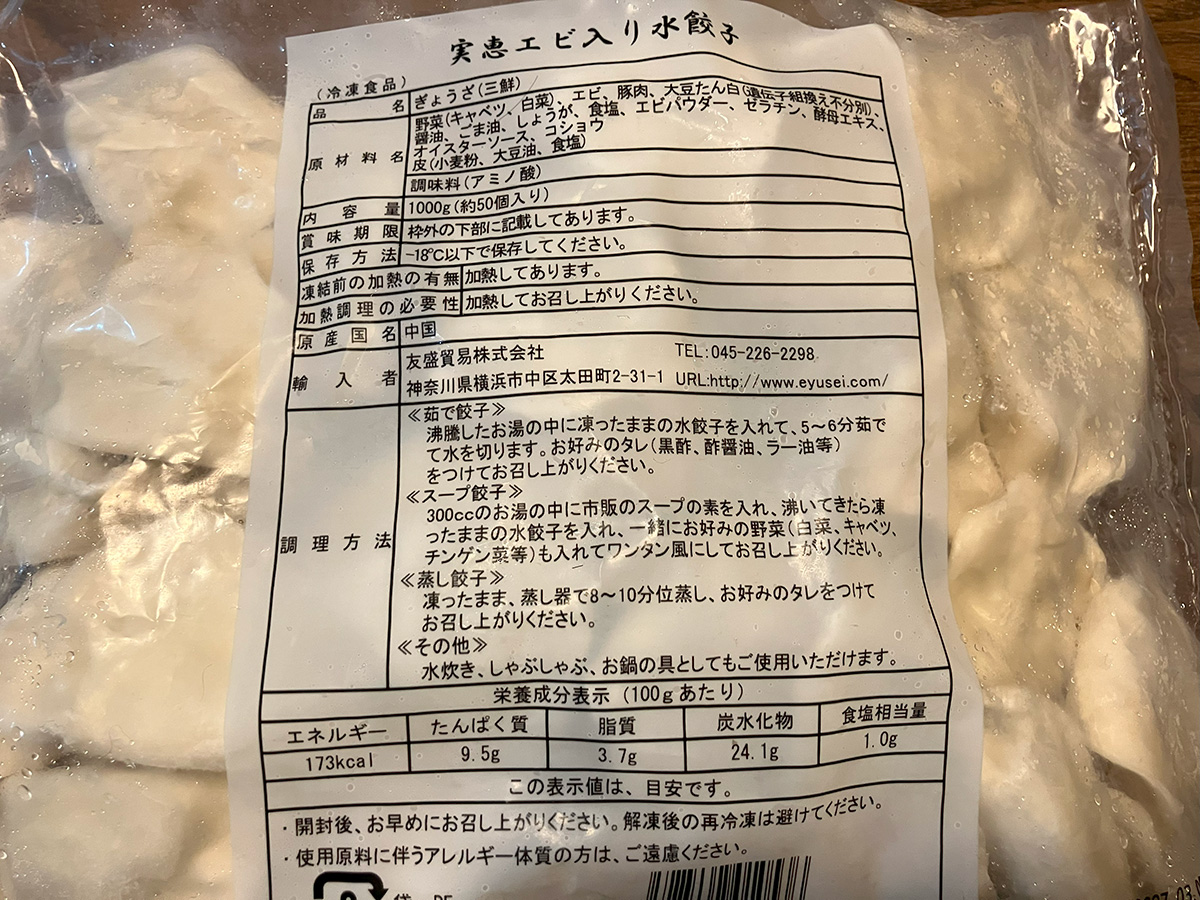 実恵エビ入り水餃子
(冷凍食品)
品 名 ぎょうざ(三鮮)
原材料名 野菜(キャベツ、白菜)、エビ、豚肉、大豆たん白(遺伝子組換え不分別)、
醤油、ごま油、しょうが、食塩、エビパウダー、ゼラチン、酵母エキス、
オイスターソース、コショウ
皮(小麦粉、大豆油、食塩)
調味料(アミノ酸)
内容量 1000g(約50個入り)
賞味期限 枠外の下部に記載してあります。
保存方法 -18℃以下で保存してください。
凍結前の加熱の有無 加熱してあります。
加熱調理の必要性 加熱してお召し上がりください。
原産国名 中国
輸入者 友盛貿易株式会社 TEL:045-226-2298
神奈川県横浜市中区太田町2-31-1 URL:http://www.eyusei.com/
調理方法
≪茹で餃子≫
沸騰したお湯の中に凍ったままの水餃子を入れて、5～6分茹で
て水を切ります。お好みのタレ(黒酢、酢醤油、ラー油等)
をつけてお召し上がりください。
≪スープ餃子≫
300ccのお湯の中に市販のスープの素を入れ、沸いてきたら凍
ったままの水餃子を入れ、一緒にお好みの野菜(白菜、キャベツ、
チンゲン菜等)も入れてワンタン風にしてお召し上がりください。
≪蒸し餃子≫
凍ったまま、蒸し器で8～10分位蒸し、お好みのタレをつけて
お召し上がりください。
≪その他≫
水炊き、しゃぶしゃぶ、お鍋の具としてもご使用いただけます。
栄養成分表示 (100gあたり)
エネルギー たんぱく質 脂質 炭水化物 食塩相当量
173kcal 9.5g 3.7g 24.1g 1.0g
この表示値は、目安です。
・開封後、お早めにお召し上がりください。解凍後の再冷凍は避けてください。
・使用原料に伴うアレルギー体質の方は、ご遠慮ください。